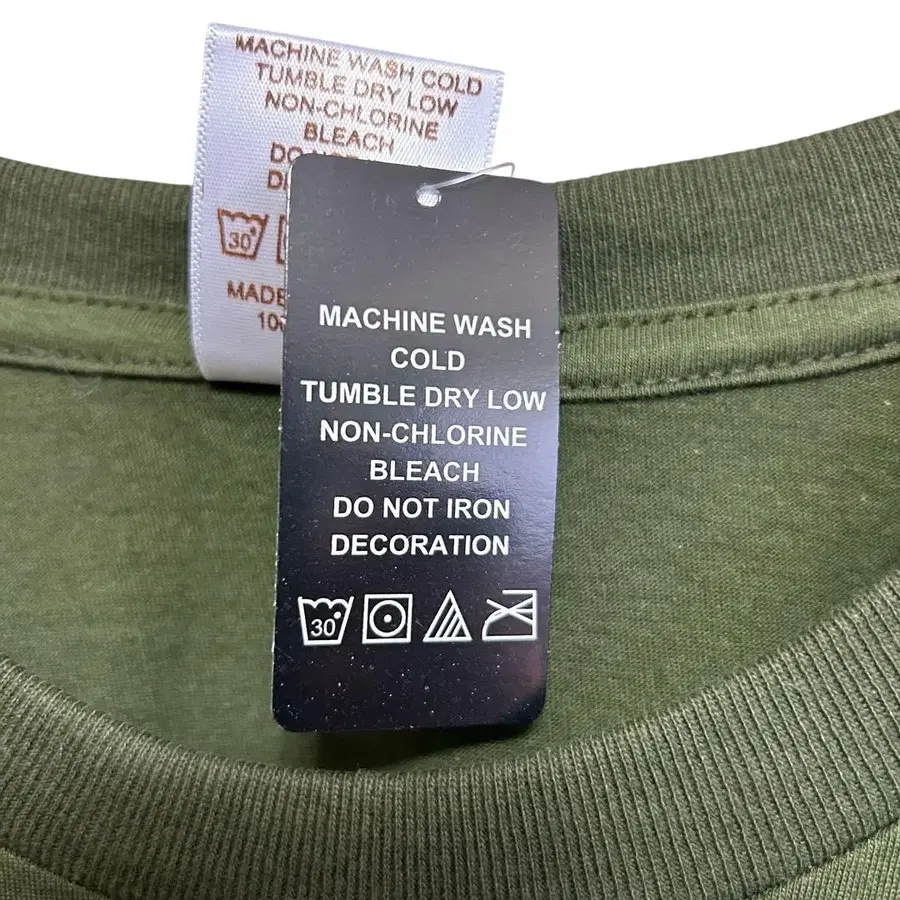 MACHINE WASH COLD
TUMBLE DRY LOW
NON-CHLORINE
BLEACH
30°
MADE
MACHINE WASH
COLD
TUMBLE DRY LOW
NON-CHLORINE
BLEACH
DO NOT IRON
DECORATION
30°